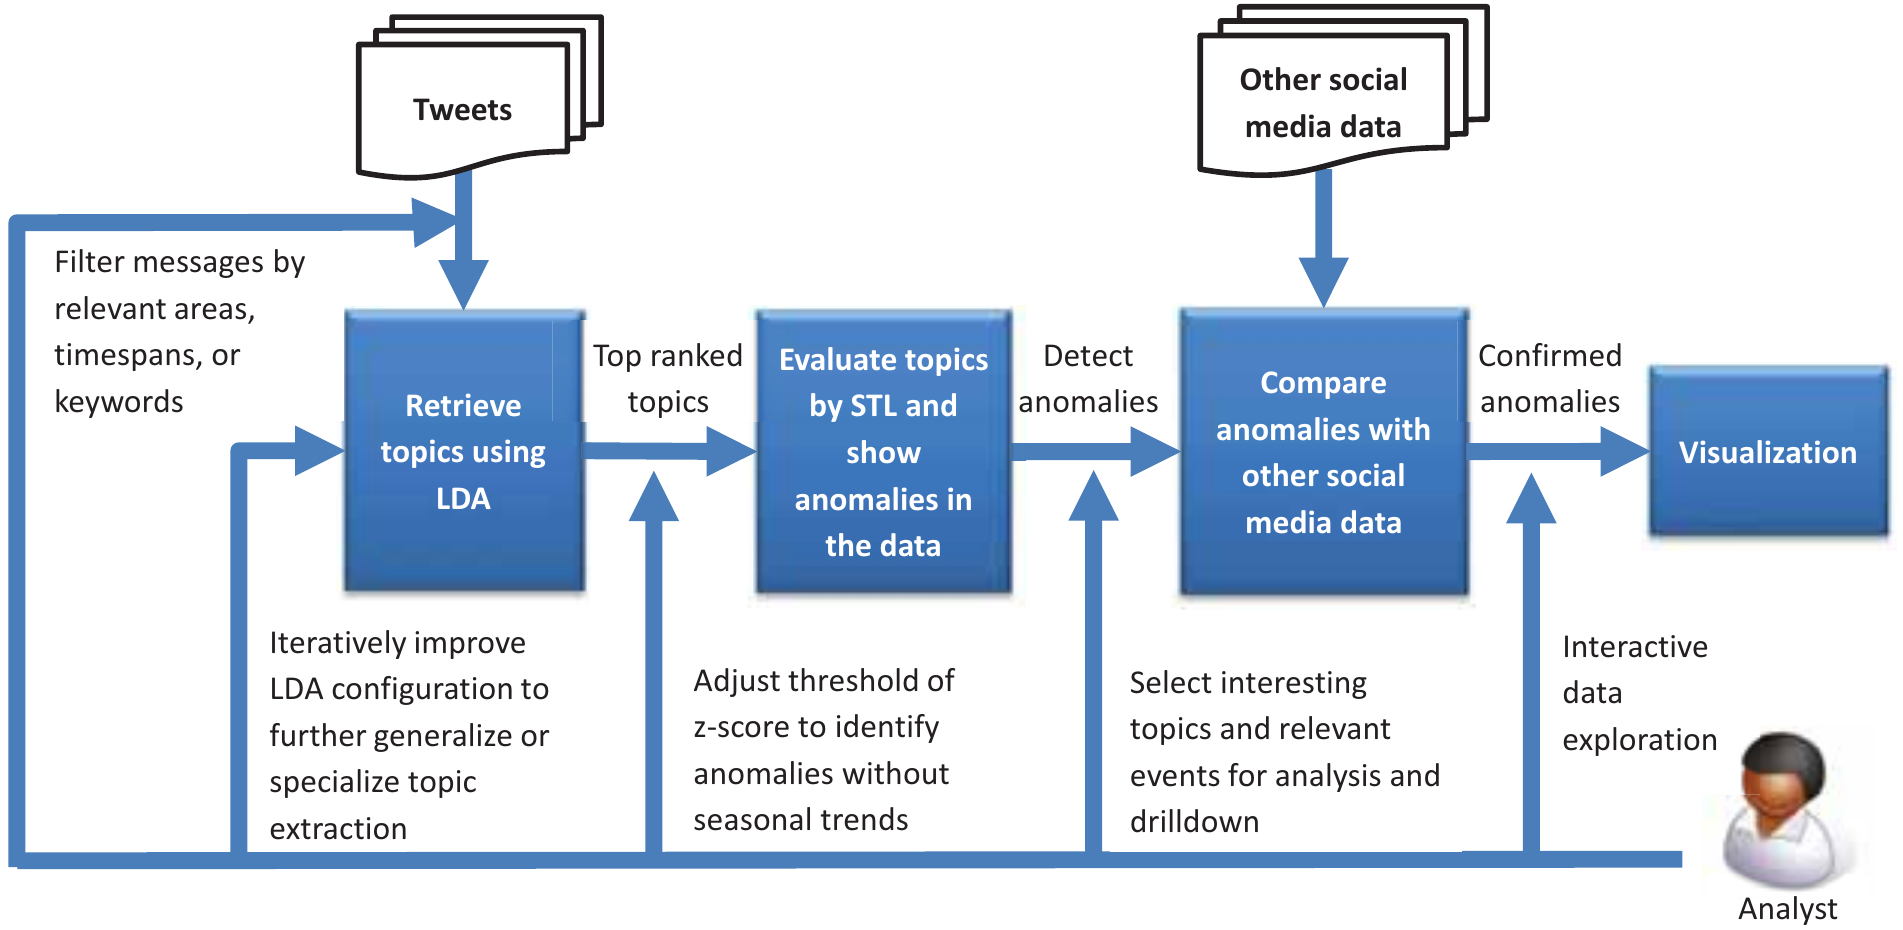 Tweets
Other social
media data
Filter messages by
relevant areas,
timespans, or
keywords
Retrieve
topics using
LDA
Top ranked
topics
Evaluate topics
by STL and
show
anomalies in
the data
Detect
anomalies
Compare
anomalies with
other social
media data
Confirmed
anomalies
Visualization
Iteratively improve
LDA configuration to
further generalize or
specialize topic
extraction
Adjust threshold of
z-score to identify
anomalies without
seasonal trends
Select interesting
topics and relevant
events for analysis and
drilldown
Interactive
data
exploration
Analyst